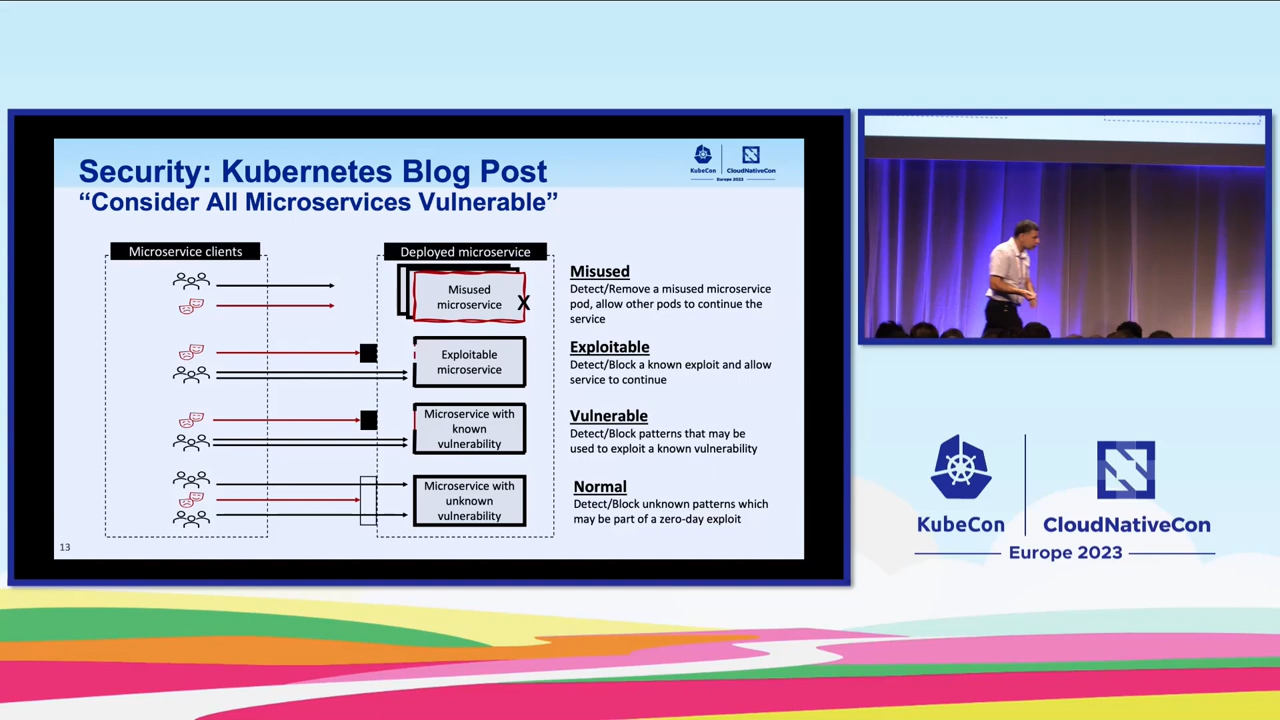 Security: Kubernetes Blog Post
“Consider All Microservices Vulnerable”
KubeCon
CloudNativeCon
Europe 2023
Microservice clients
Deployed microservice
Misused
microservice
X
Misused
Detect/Remove a misused microservice
pod, allow other pods to continue the
service
Exploitable
microservice
Exploitable
Detect/Block a known exploit and allow
service to continue
Microservice with
known
vulnerability
Vulnerable
Detect/Block patterns that may be
used to exploit a known vulnerability
Microservice with
unknown
vulnerability
Normal
Detect/Block unknown patterns which
may be part of a zero-day exploit
13
KubeCon
CloudNativeCon
Europe 2023